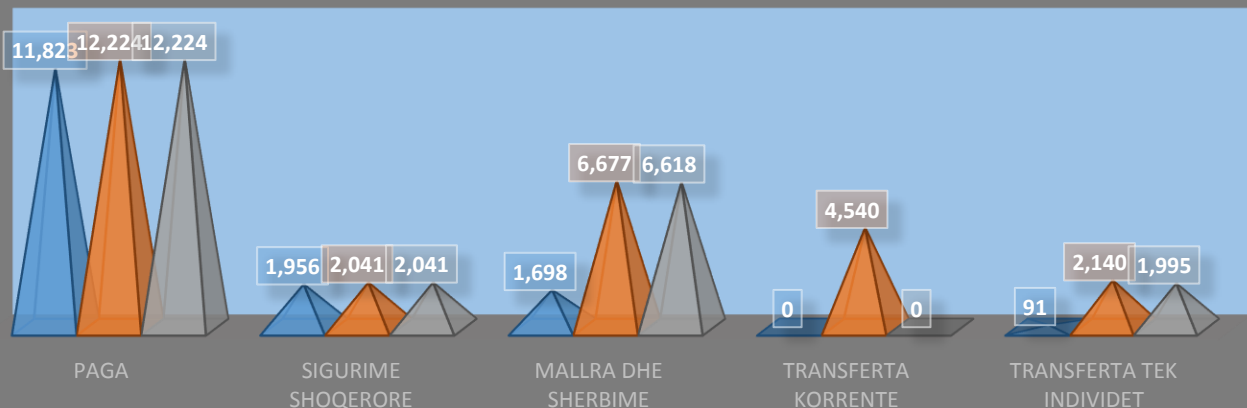 11,823 12,224 12,224
1,956 2,041 2,041
1,698 6,677 6,618
0 4,540 0
91 2,140 1,995
PAGA
SIGURIME
SHOQERORE
MALLRA DHE
SHERBIME
TRANSFERTA
KORRENTE
TRANSFERTA TEK
INDIVIDET